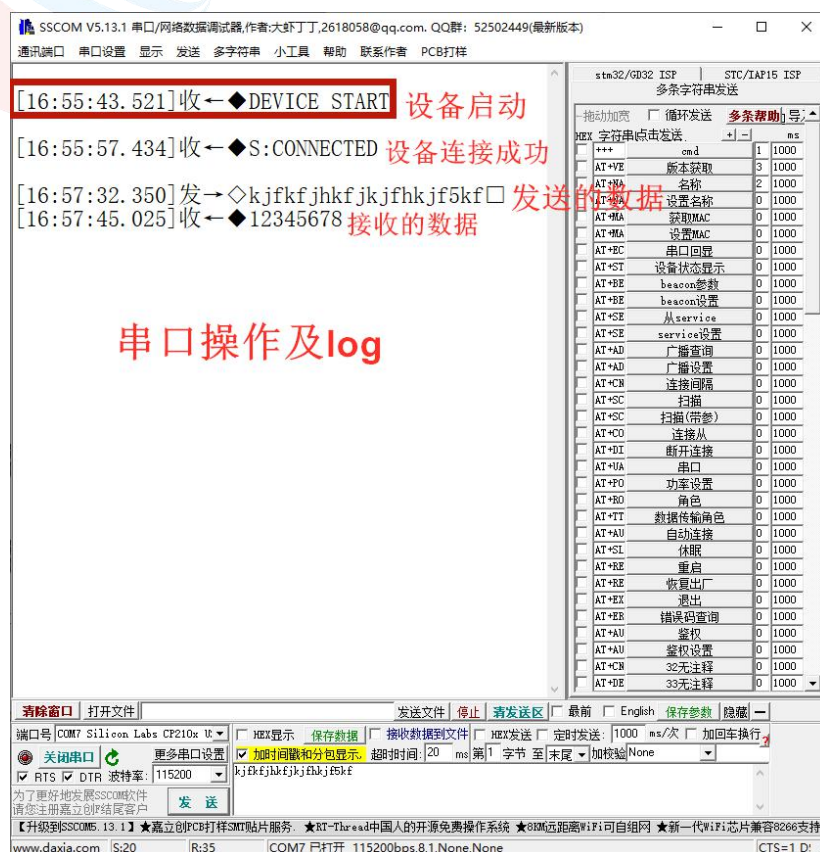 SSCOM V5.13.1 串口/网络数据调试器,作者:大虾丁丁,2618058@qq.com. QQ群: 52502449(最新版本)
通讯端口 串口设置 显示 发送 多字符串 小工具 帮助 联系作者 PCB打样
[16:55:43.521]收←◆DEVICE START 设备启动
[16:55:57.434]收←◆S:CONNECTED 设备连接成功
[16:57:32.350]发→◇kjfkfjhkfjkjfhkjf5kf□ 发送的数据
[16:57:45.025]收←◆12345678 接收的数据
串口操作及log
stm32/GD32 ISP STC/IAP15 ISP
多条字符串发送
拖动加宽 循环发送 多条帮助 导
HEX 字符串(点击发送) +| -| ms
+++ cmd 1 1000
AT+VE 版本获取 3 1000
AT+NA 名称 2 1000
AT+NA 设置名称 0 1000
AT+MA 获取MAC 0 1000
AT+MA 设置MAC 0 1000
AT+EC 串口回显 0 1000
AT+ST 设备状态显示 0 1000
AT+BE beacon参数 0 1000
AT+BE beacon设置 0 1000
AT+SE 从service 0 1000
AT+SE service设置 0 1000
AT+AD 广播查询 0 1000
AT+AD 广播设置 0 1000
AT+CN 连接间隔 0 1000
AT+SC 扫描 0 1000
AT+SC 扫描(带参) 0 1000
AT+CO 连接从 0 1000
AT+DI 断开连接 0 1000
AT+UA 串口 0 1000
AT+PO 功率设置 0 1000
AT+RO 角色 0 1000
AT+TT 数据传输角色 0 1000
AT+AU 自动连接 0 1000
AT+SL 休眠 0 1000
AT+RE 重启 0 1000
AT+RE 恢复出厂 0 1000
AT+EX 退出 0 1000
AT+ER 错误码查询 0 1000
AT+AU 鉴权 0 1000
AT+AU 鉴权设置 0 1000
AT+CN 32无注释 0 1000
AT+DE 33无注释 0 1000
清除窗口 打开文件 发送文件 停止 清发送区 最前 English 保存参数 隐藏 —
端口号 COM7 Silicon Labs CP210x U HEX显示 保存数据 接收数据到文件 HEX发送 定时发送: 1000 ms/次 加回车换行
关闭串口 更多串口设置 加时间戳和分包显示, 超时时间: 20 ms 第1 字节 至 末尾 加校验 None
RTS DTR 波特率: 115200 kjfkfjhkfjkjfhkjf5kf
为了更好地发展SSCOM软件
请您注册嘉立创F结尾客户 发 送
【升级到SSCOM5.13.1】★嘉立创PCB打样SMT贴片服务. ★RT-Thread中国人的开源免费操作系统 ★8KM远距离WiFi可自组网 ★新一代WiFi芯片兼容8266支持
www.daxia.com S:20 R:35 COM7 已打开 115200bps,8,1,None,None CTS=1